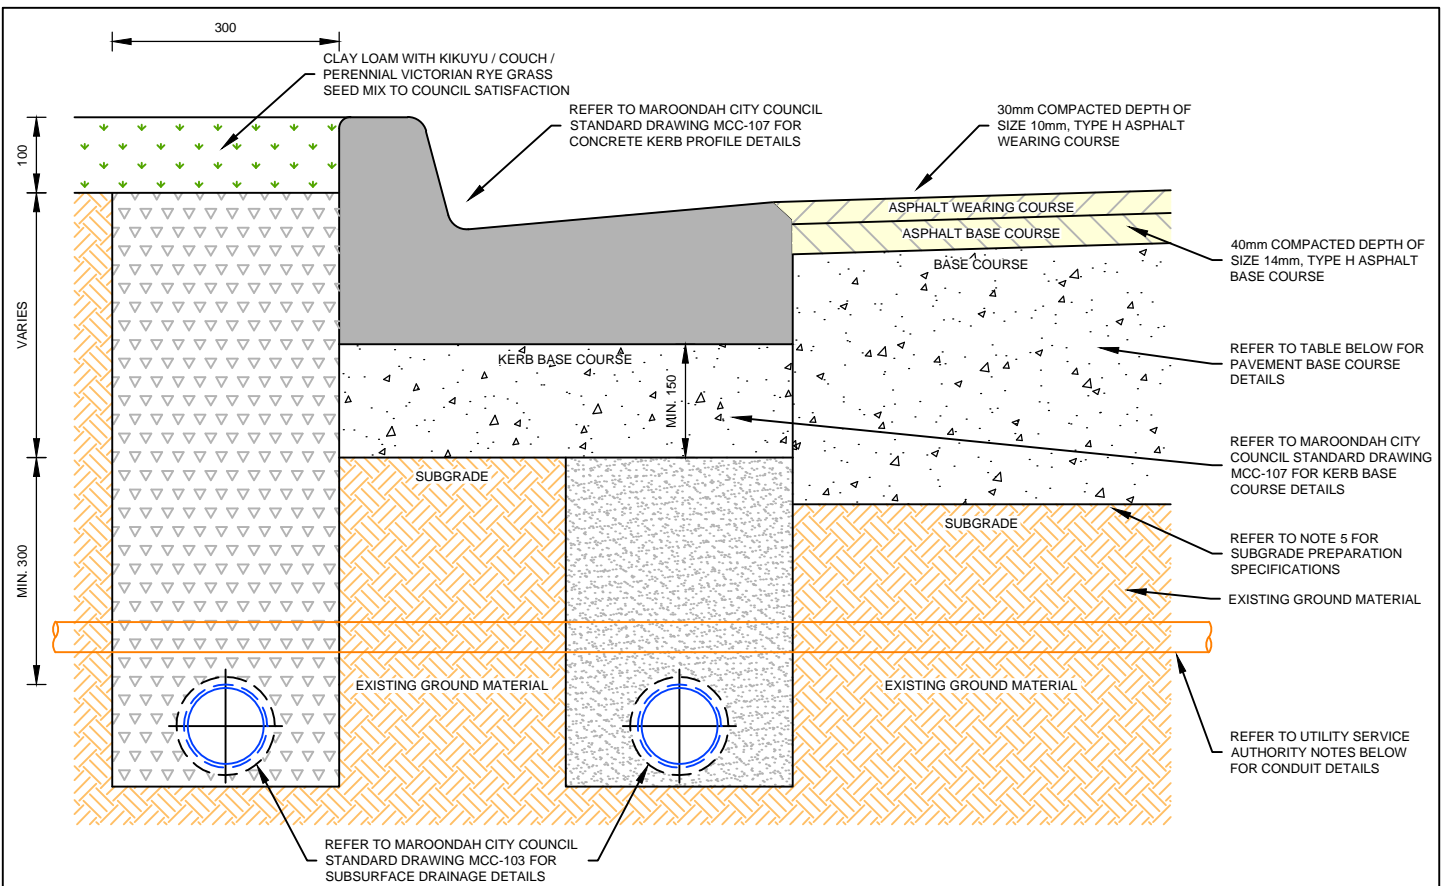 300
CLAY LOAM WITH KIKUYU / COUCH /
PERENNIAL VICTORIAN RYE GRASS
SEED MIX TO COUNCIL SATISFACTION
REFER TO MAROONDAH CITY COUNCIL
STANDARD DRAWING MCC-107 FOR
CONCRETE KERB PROFILE DETAILS
30mm COMPACTED DEPTH OF
SIZE 10mm, TYPE H ASPHALT
WEARING COURSE
100
ASPHALT WEARING COURSE
ASPHALT BASE COURSE
BASE COURSE
40mm COMPACTED DEPTH OF
SIZE 14mm, TYPE H ASPHALT
BASE COURSE
VARIES
KERB BASE COURSE
MIN. 150
REFER TO TABLE BELOW FOR
PAVEMENT BASE COURSE
DETAILS
REFER TO MAROONDAH CITY
COUNCIL STANDARD DRAWING
MCC-107 FOR KERB BASE
COURSE DETAILS
SUBGRADE
SUBGRADE
REFER TO NOTE 5 FOR
SUBGRADE PREPARATION
SPECIFICATIONS
MIN. 300
EXISTING GROUND MATERIAL
EXISTING GROUND MATERIAL
EXISTING GROUND MATERIAL
REFER TO UTILITY SERVICE
AUTHORITY NOTES BELOW
FOR CONDUIT DETAILS
REFER TO MAROONDAH CITY COUNCIL
STANDARD DRAWING MCC-103 FOR
SUBSURFACE DRAINAGE DETAILS